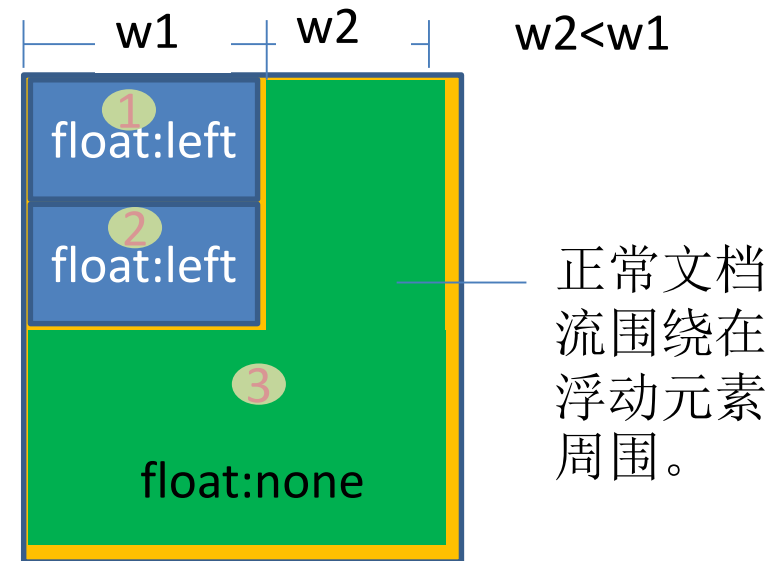 w1
w2
w2<w1
1
float:left
2
float:left
正常文档
流围绕在
浮动元素
周围。
3
float:none